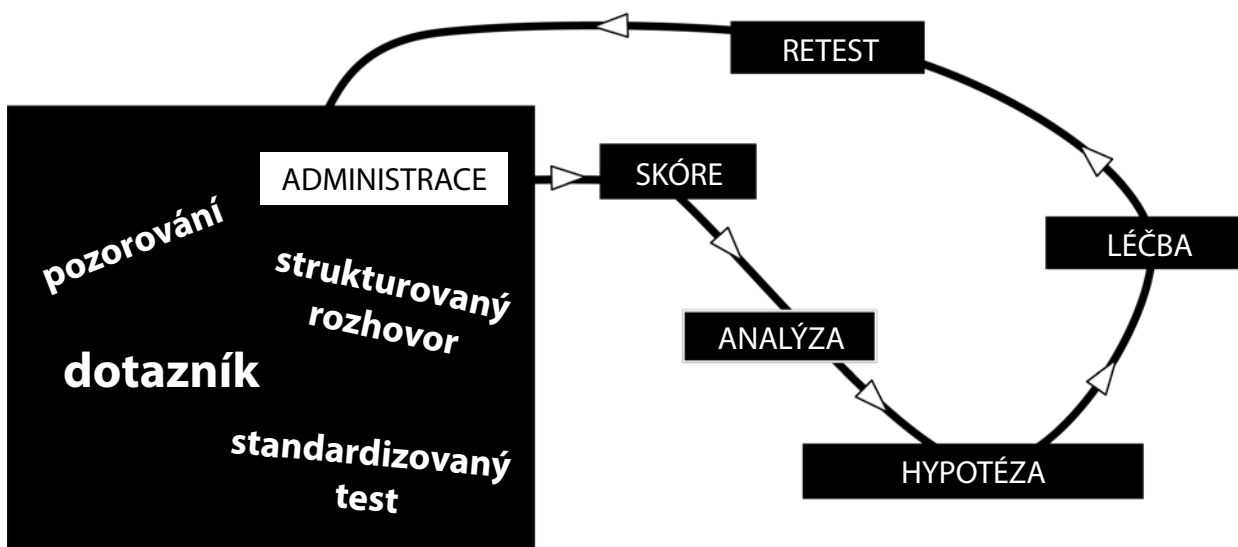 RETEST
ADMINISTRACE
SKÓRE
pozorování
strukturovaný
rozhovor
LÉČBA
ANALÝZA
dotazník
standardizovaný
test
HYPOTÉZA